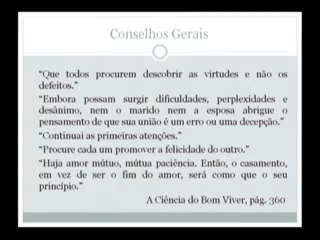 Conselhos Gerais
“Que todos procurem descobrir as virtudes e não os
defeitos.”
“Embora possam surgir dificuldades, perplexidades e
desânimo, nem o marido nem a esposa abrigue o
pensamento de que sua união é um erro ou uma decepção.”
“Continuai as primeiras atenções.”
“Procure cada um promover a felicidade do outro.”
“Haja amor mútuo, mútua paciência. Então, o casamento,
em vez de ser o fim do amor, será como que o seu
princípio.”
A Ciência do Bom Viver, pág. 360